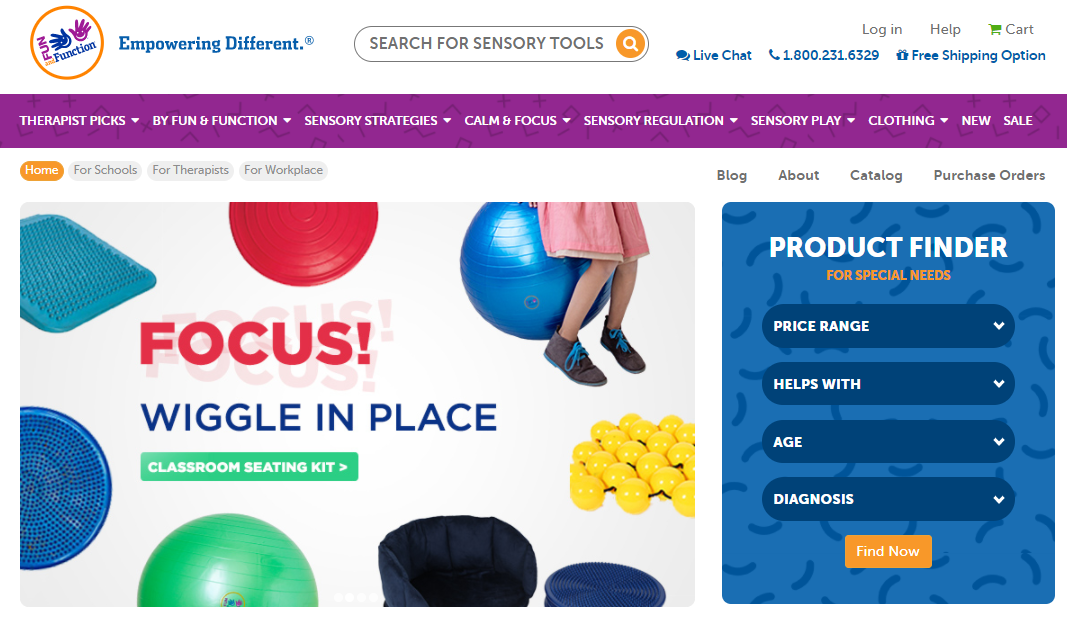 FUN
and Function
Empowering Different.®
SEARCH FOR SENSORY TOOLS
Log in Help Cart
Live Chat 1.800.231.6329 Free Shipping Option
THERAPIST PICKS BY FUN & FUNCTION SENSORY STRATEGIES CALM & FOCUS SENSORY REGULATION SENSORY PLAY CLOTHING NEW SALE
Home For Schools For Therapists For Workplace
Blog About Catalog Purchase Orders
FOCUS!
FOCUS!
FOCUS!
WIGGLE IN PLACE
CLASSROOM SEATING KIT >
PRODUCT FINDER
FOR SPECIAL NEEDS
PRICE RANGE
HELPS WITH
AGE
DIAGNOSIS
Find Now